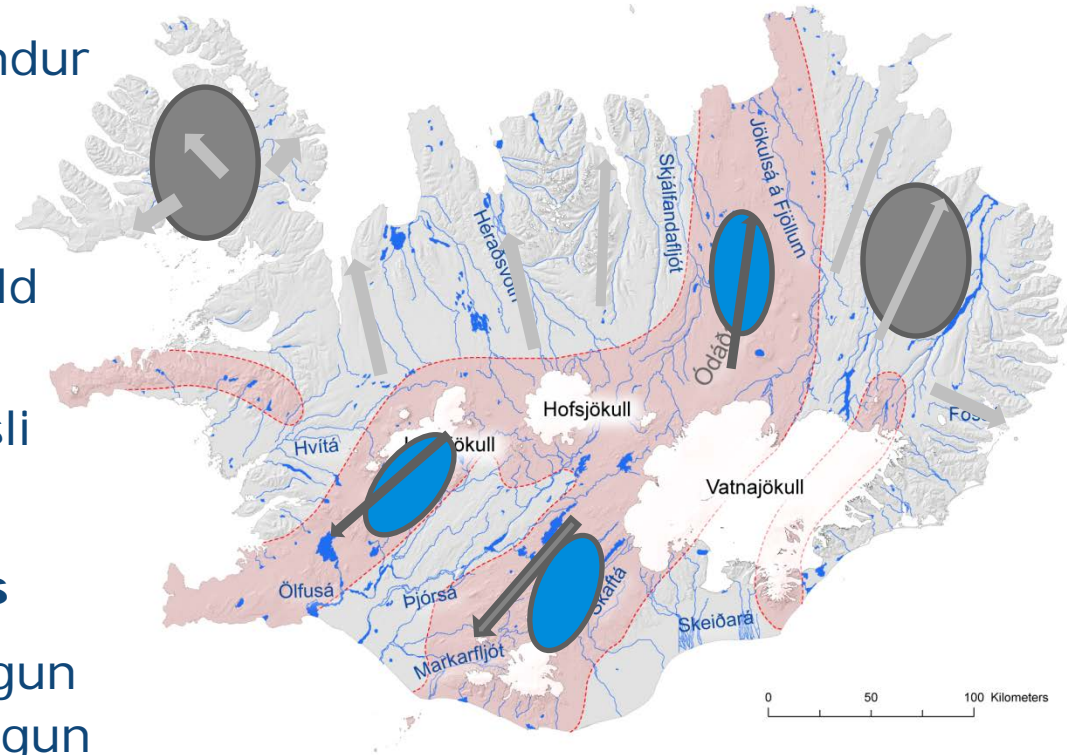 ndur
ld
sli
s
gun
gun
Héraðsvötn
Skjálfandafljót
Jökulsá á Fjöllum
Ódáð
Hofsjökull
jökull
Hvítá
Vatnajökull
Fos
Ölfusá
Þjórsá
Skaftá
Skeiðará
Markarfljót
0 50 100 Kilometers